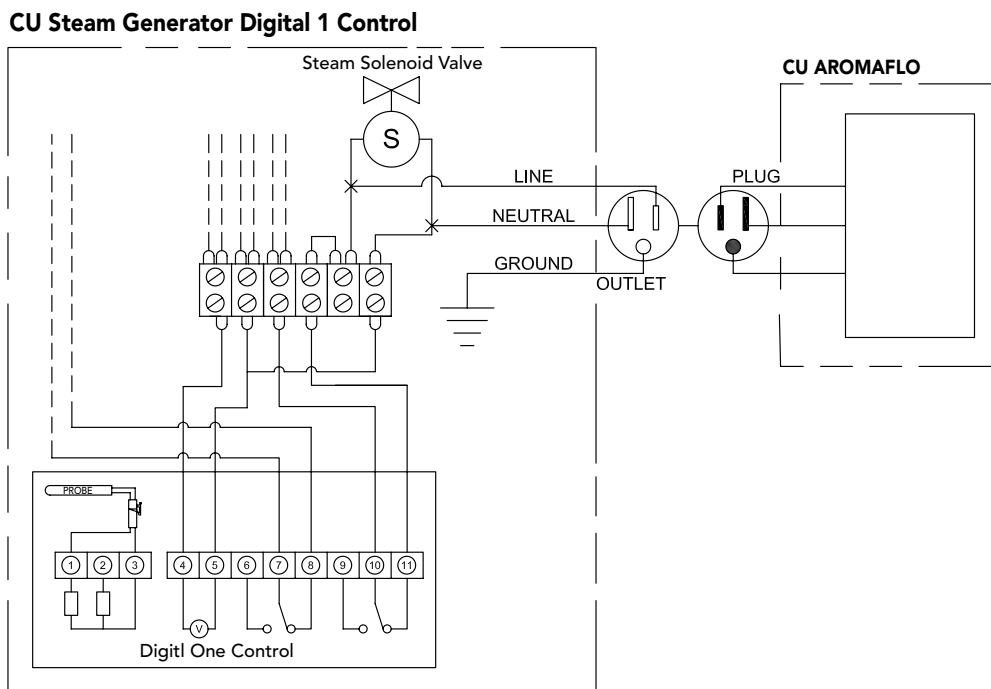 CU Steam Generator Digital 1 Control
Steam Solenoid Valve
CU AROMAFLO
S
LINE
PLUG
NEUTRAL
GROUND
OUTLET
PROBE
1 2 3 4 5 6 7 8 9 10 11
V
Digitl One Control